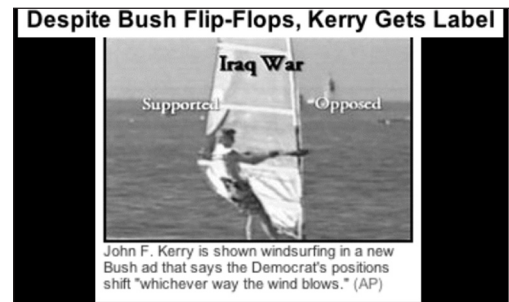 Despite Bush Flip-Flops, Kerry Gets Label
Iraq War
Supported
Opposed
John F. Kerry is shown windsurfing in a new
Bush ad that says the Democrat's positions
shift "whichever way the wind blows." (AP)